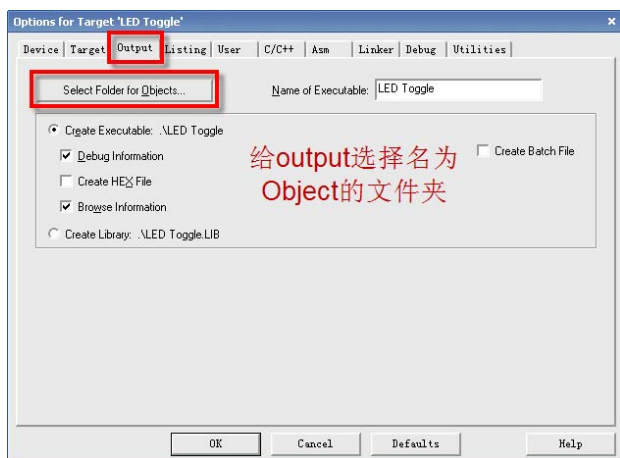 Options for Target 'LED Toggle'
Device Target Output Listing User C/C++ Asm Linker Debug Utilities
Select Folder for Objects... Name of Executable: LED Toggle
Create Executable: .\LED Toggle
Debug Information
Create HEX File
Browse Information
Create Batch File
给output选择名为
Object的文件夹
Create Library: .\LED Toggle.LIB
OK Cancel Defaults Help